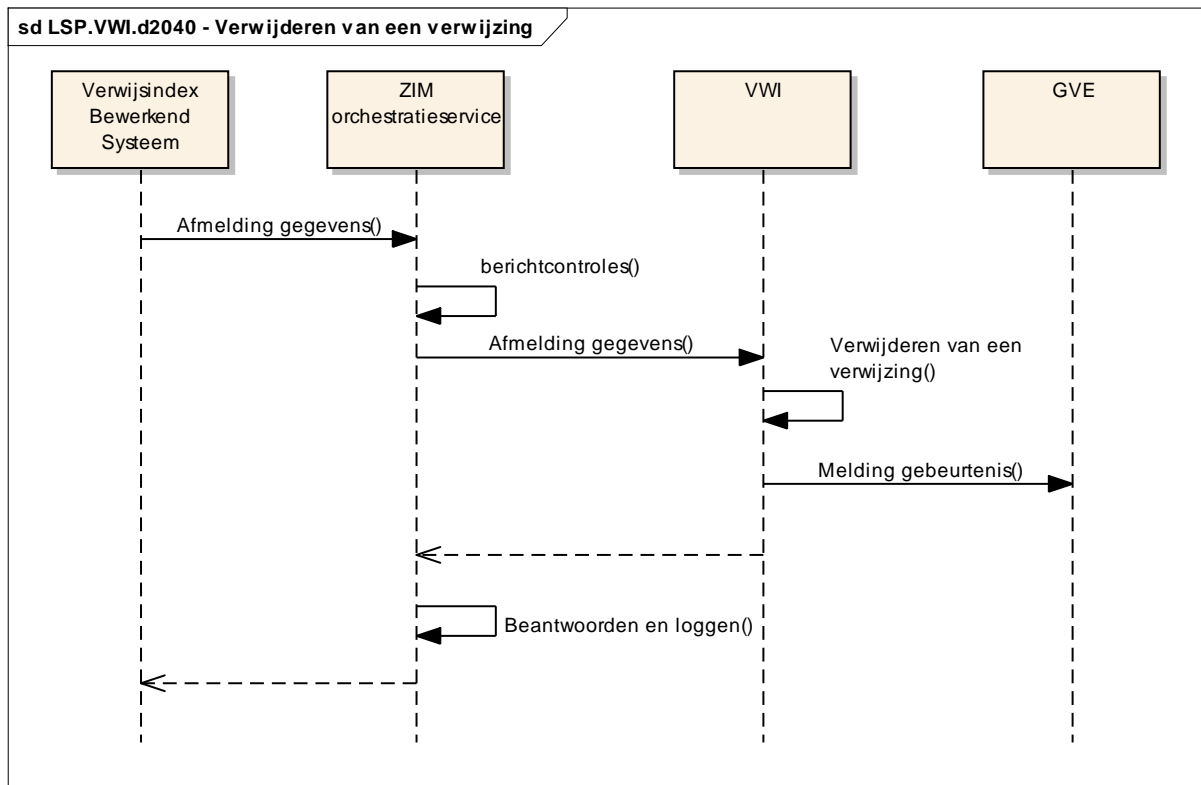 sd LSP.VWI.d2040 - Verwijderen van een verwijzing
Verwijsindex
Bewerkend
Systeem
ZIM
orchestratieservice
VWI
GVE
Afmelding gegevens()
berichtcontroles()
Afmelding gegevens()
Verwijderen van een
verwijzing()
Melding gebeurtenis()
Beantwoorden en loggen()